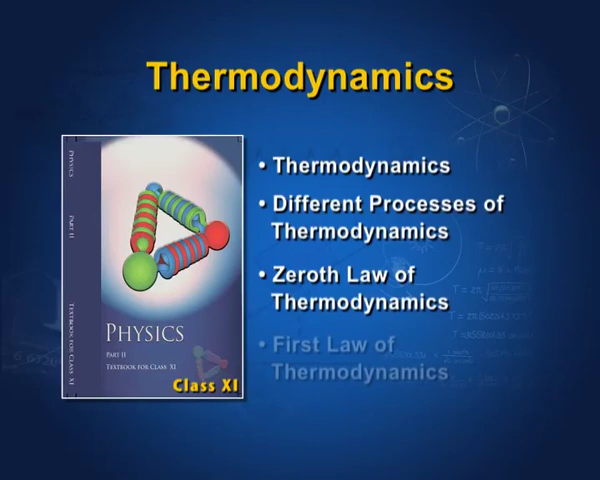 Thermodynamics
PHYSICS
PART II
TEXTBOOK FOR CLASS XI
PHYSICS
PART II
TEXTBOOK FOR CLASS XI
Class XI
• Thermodynamics
• Different Processes of
Thermodynamics
• Zeroth Law of
Thermodynamics
• First Law of
Thermodynamics